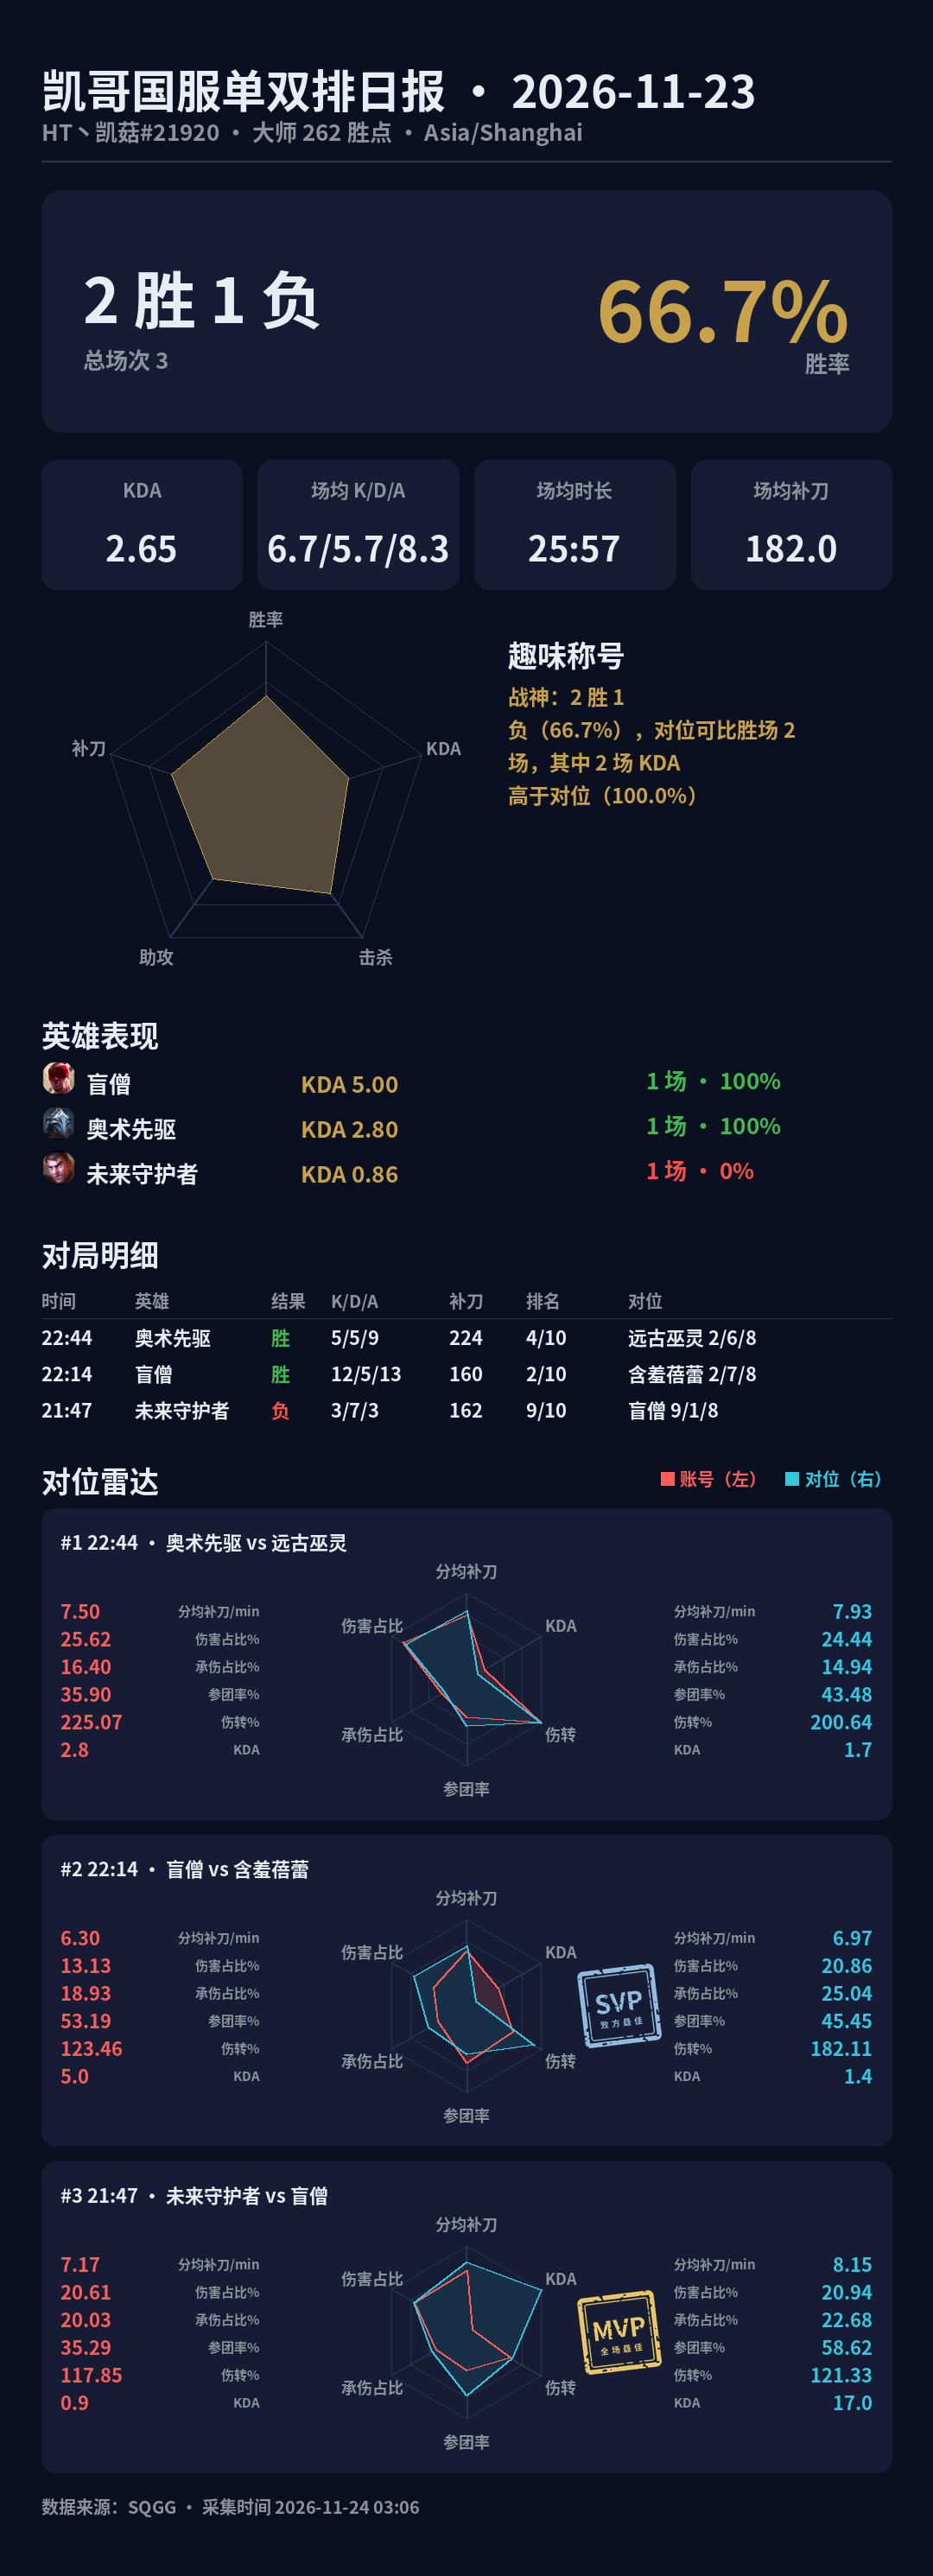 凯哥国服单双排日报 · 2026-11-23
HT丶凯菇#21920 · 大师 262 胜点 · Asia/Shanghai
2 胜 1 负
66.7%
总场次 3
胜率
KDA
场均 K/D/A
场均时长
场均补刀
2.65
6.7/5.7/8.3
25:57
182.0
胜率
补刀
KDA
助攻
击杀
趣味称号
战神：2 胜 1
负（66.7%），对位可比胜场 2
场，其中 2 场 KDA
高于对位（100.0%）
英雄表现
盲僧 KDA 5.00 1 场 · 100%
奥术先驱 KDA 2.80 1 场 · 100%
未来守护者 KDA 0.86 1 场 · 0%
对局明细
时间 英雄 结果 K/D/A 补刀 排名 对位
22:44 奥术先驱 胜 5/5/9 224 4/10 远古巫灵 2/6/8
22:14 盲僧 胜 12/5/13 160 2/10 含羞蓓蕾 2/7/8
21:47 未来守护者 负 3/7/3 162 9/10 盲僧 9/1/8
对位雷达
账号（左） 对位（右）
#1 22:44 · 奥术先驱 vs 远古巫灵
7.50 分均补刀/min
25.62 伤害占比%
16.40 承伤占比%
35.90 参团率%
225.07 伤转%
2.8 KDA
分均补刀
伤害占比
KDA
承伤占比
伤转
参团率
分均补刀/min 7.93
伤害占比% 24.44
承伤占比% 14.94
参团率% 43.48
伤转% 200.64
KDA 1.7
#2 22:14 · 盲僧 vs 含羞蓓蕾
6.30 分均补刀/min
13.13 伤害占比%
18.93 承伤占比%
53.19 参团率%
123.46 伤转%
5.0 KDA
分均补刀
伤害占比
KDA
承伤占比
伤转
参团率
SVP
败方最佳
分均补刀/min 6.97
伤害占比% 20.86
承伤占比% 25.04
参团率% 45.45
伤转% 182.11
KDA 1.4
#3 21:47 · 未来守护者 vs 盲僧
7.17 分均补刀/min
20.61 伤害占比%
20.03 承伤占比%
35.29 参团率%
117.85 伤转%
0.9 KDA
分均补刀
伤害占比
KDA
承伤占比
伤转
参团率
MVP
全场最佳
分均补刀/min 8.15
伤害占比% 20.94
承伤占比% 22.68
参团率% 58.62
伤转% 121.33
KDA 17.0
数据来源：SQGG · 采集时间 2026-11-24 03:06